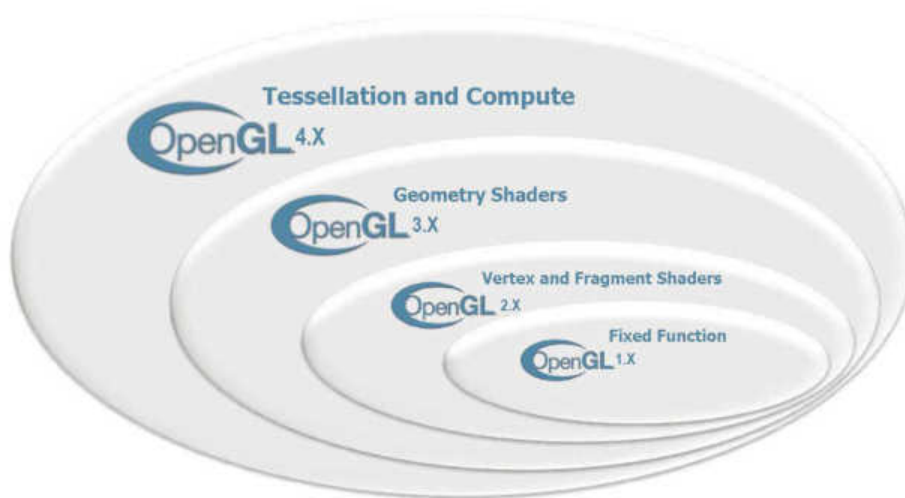 Tessellation and Compute
OpenGL 4.X
Geometry Shaders
OpenGL 3.X
Vertex and Fragment Shaders
OpenGL 2.X
Fixed Function
OpenGL 1.X